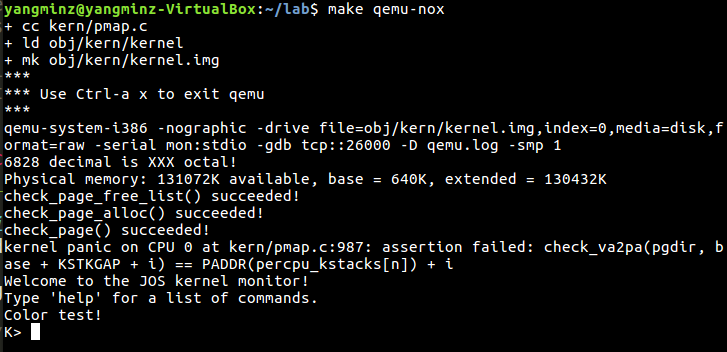 yangminz@yangminz-VirtualBox:~/lab$ make qemu-nox
+ cc kern/pmap.c
+ ld obj/kern/kernel
+ mk obj/kern/kernel.img
***
*** Use Ctrl-a x to exit qemu
***
qemu-system-i386 -nographic -drive file=obj/kern/kernel.img,index=0,media=disk,f
ormat=raw -serial mon:stdio -gdb tcp::26000 -D qemu.log -smp 1
6828 decimal is XXX octal!
Physical memory: 131072K available, base = 640K, extended = 130432K
check_page_free_list() succeeded!
check_page_alloc() succeeded!
check_page() succeeded!
kernel panic on CPU 0 at kern/pmap.c:987: assertion failed: check_va2pa(pgdir, b
ase + KSTKGAP + i) == PADDR(percpu_kstacks[n]) + i
Welcome to the JOS kernel monitor!
Type 'help' for a list of commands.
Color test!
K>